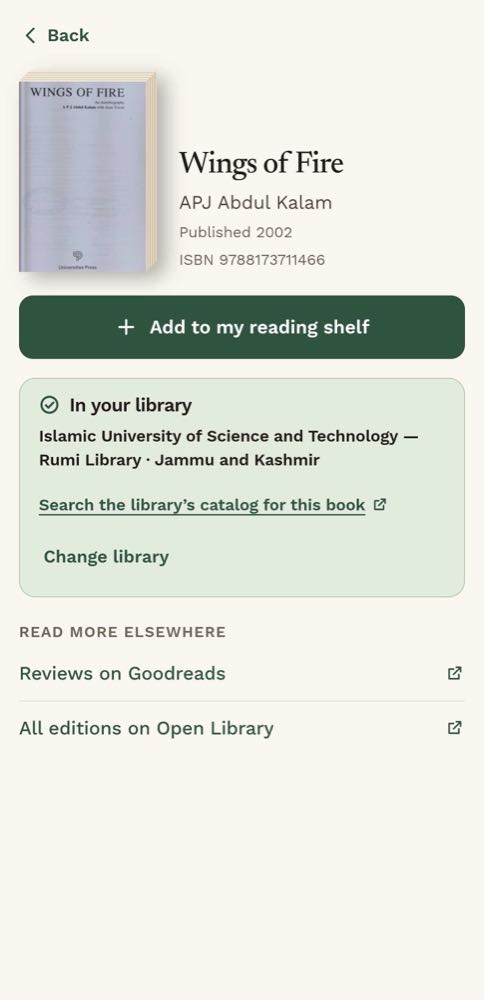 Back
WINGS OF FIRE
An Autobiography
A P J Abdul Kalam with Arun Tiwari
Universities Press
Wings of Fire
APJ Abdul Kalam
Published 2002
ISBN 9788173711466
Add to my reading shelf
In your library
Islamic University of Science and Technology —
Rumi Library · Jammu and Kashmir
Search the library’s catalog for this book
Change library
READ MORE ELSEWHERE
Reviews on Goodreads
All editions on Open Library